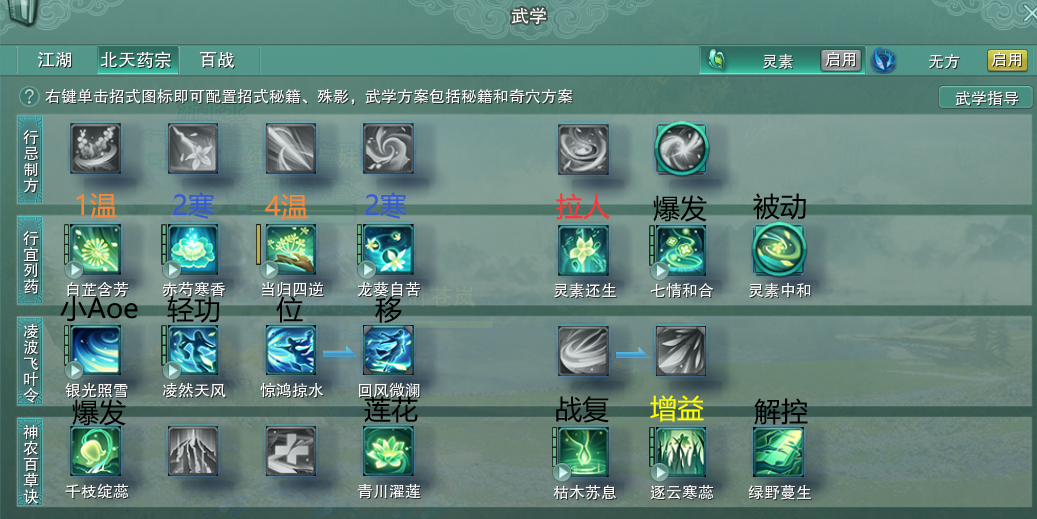 武学
江湖 北天药宗 百战 灵素 启用 无方 启用
? 右键单击招式图标即可配置招式秘籍、殊影，武学方案包括秘籍和奇穴方案 武学指导
行忌制方
1温 2寒 4温 2寒 拉人 爆发 被动
行宜列药
白芷含芳 赤芍寒香 当归四逆 龙葵自苦 灵素还生 七情和合 灵素中和
小Aoe 轻功 位 移
凌波飞叶令
银光照雪 凌然天风 惊鸿掠水 回风微澜
爆发 莲花 战复 增益 解控
神农百草诀
千枝绽蕊 青川濯莲 枯木苏息 逐云寒蕊 绿野蔓生